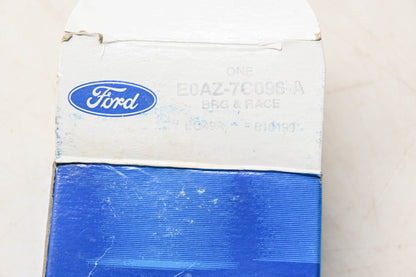 ONE
Ford
E0AZ-7C096-A
BRG & RACE